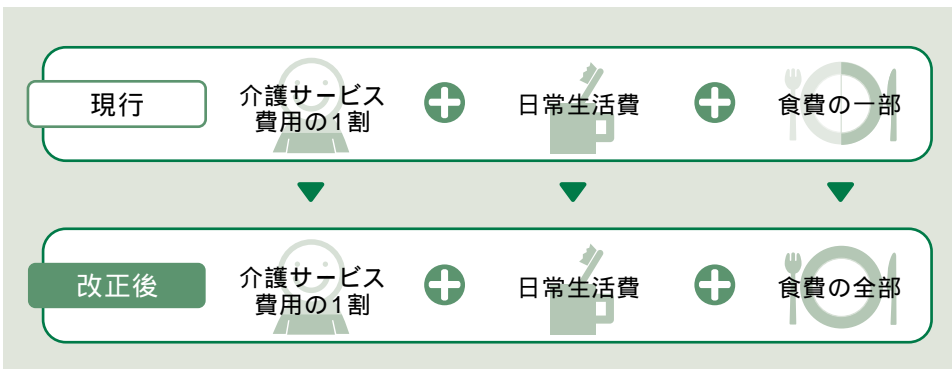 現行
介護サービス
費用の1割
日常生活費
食費の一部
改正後
介護サービス
費用の1割
日常生活費
食費の全部